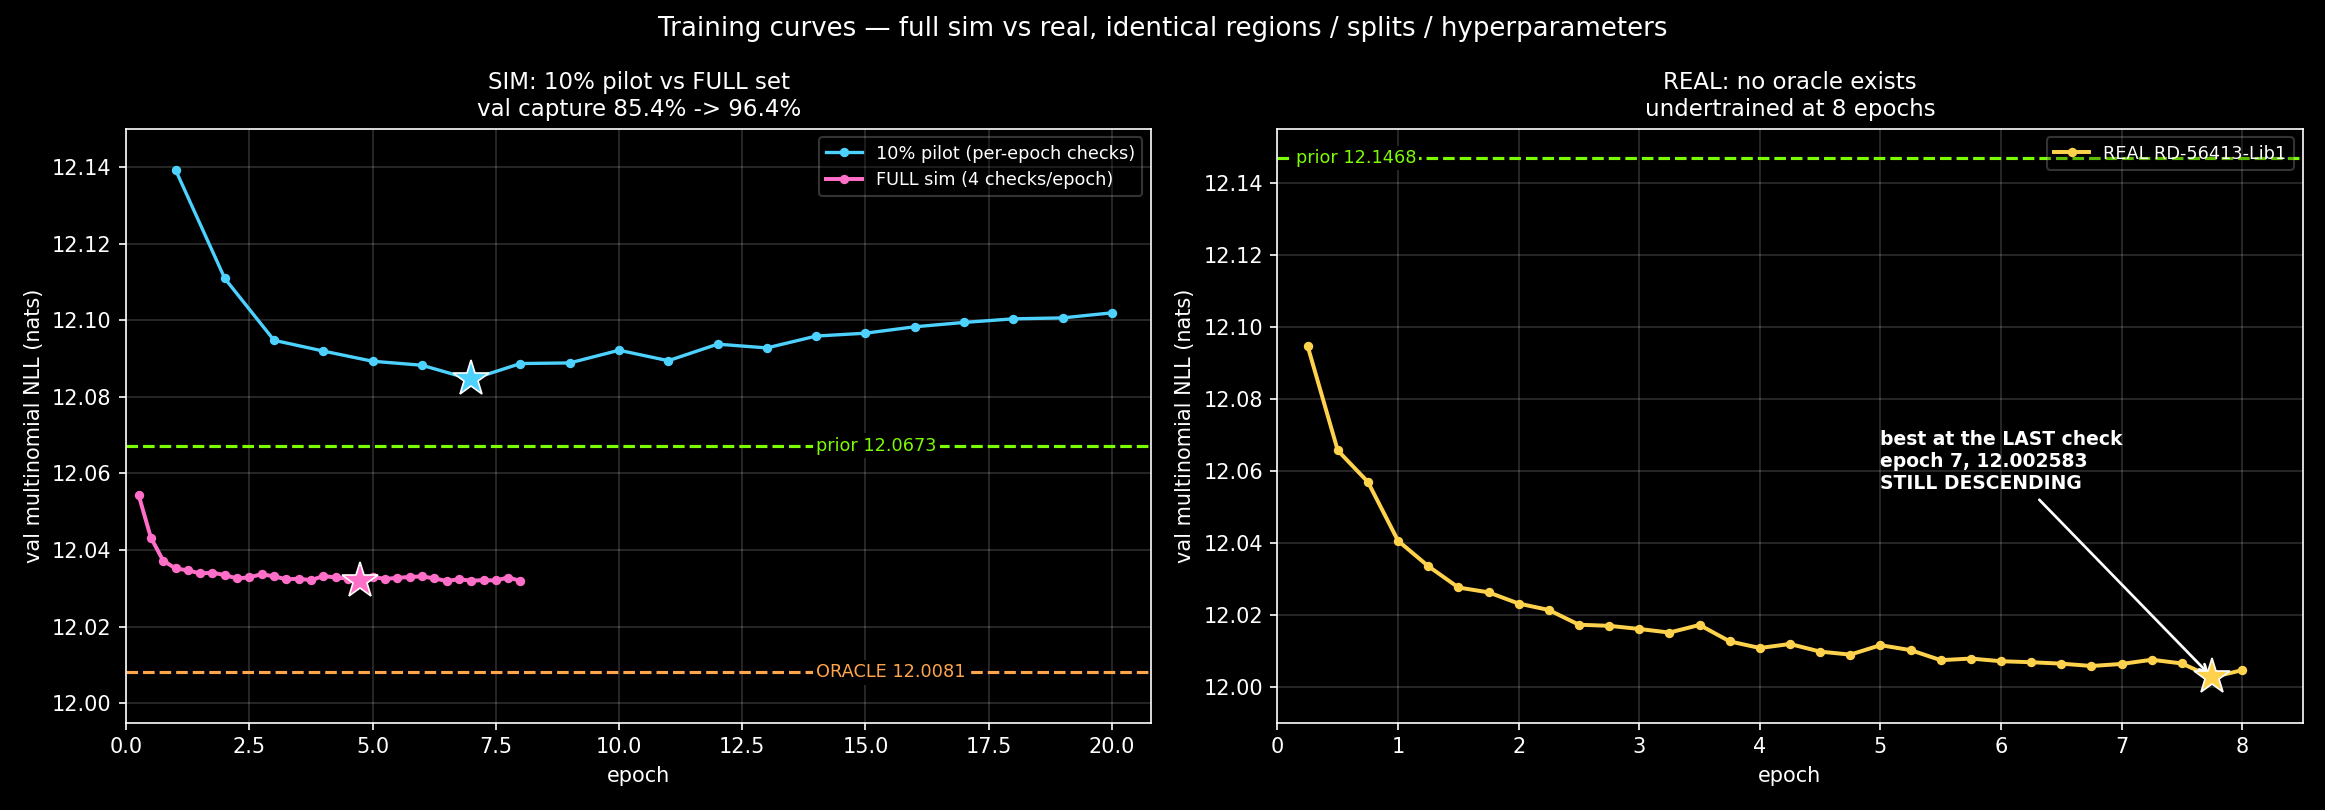 Training curves — full sim vs real, identical regions / splits / hyperparameters
SIM: 10% pilot vs FULL set
val capture 85.4% -> 96.4%
val multinomial NLL (nats)
12.14
12.12
12.10
12.08
12.06
12.04
12.02
12.00
10% pilot (per-epoch checks)
FULL sim (4 checks/epoch)
prior 12.0673
ORACLE 12.0081
0.0
2.5
5.0
7.5
10.0
12.5
15.0
17.5
20.0
epoch
REAL: no oracle exists
undertrained at 8 epochs
val multinomial NLL (nats)
12.14
12.12
12.10
12.08
12.06
12.04
12.02
12.00
prior 12.1468
REAL RD-56413-Lib1
best at the LAST check
epoch 7, 12.002583
STILL DESCENDING
0
1
2
3
4
5
6
7
8
epoch